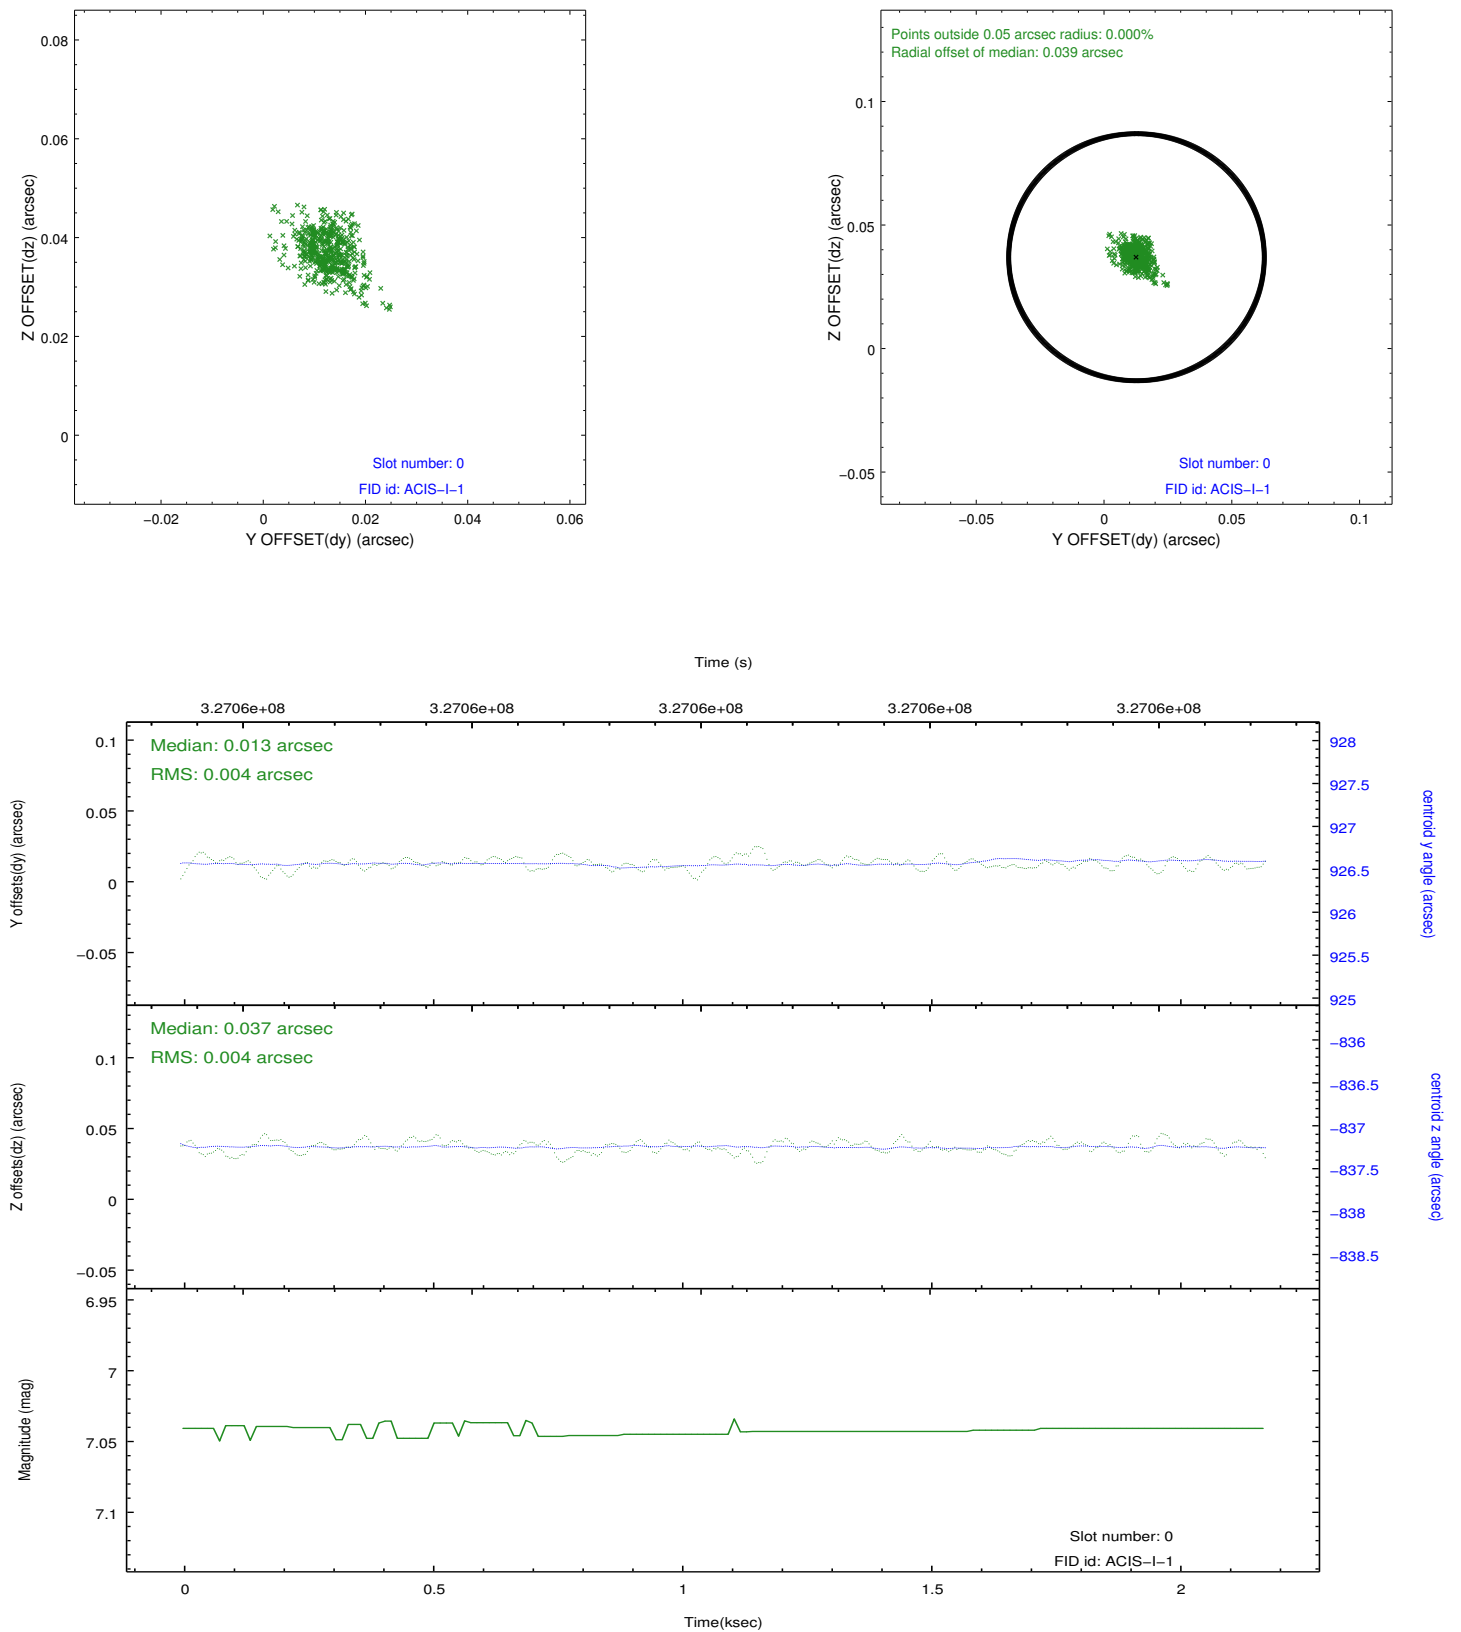 0.08
0.06
0.04
0.02
0
Z OFFSET(dz) (arcsec)
Slot number: 0
FID id: ACIS−I−1
−0.02
0
0.02
0.04
0.06
Y OFFSET(dy) (arcsec)
Points outside 0.05 arcsec radius: 0.000%
Radial offset of median: 0.039 arcsec
0.1
0.05
0
−0.05
Z OFFSET(dz) (arcsec)
Slot number: 0
FID id: ACIS−I−1
−0.05
0
0.05
0.1
Y OFFSET(dy) (arcsec)
Time (s)
3.2706e+08
3.2706e+08
3.2706e+08
3.2706e+08
3.2706e+08
Median: 0.013 arcsec
RMS: 0.004 arcsec
0.1
0.05
0
−0.05
Y offsets(dy) (arcsec)
928
927.5
927
926.5
926
925.5
925
centroid y angle (arcsec)
Median: 0.037 arcsec
RMS: 0.004 arcsec
0.1
0.05
0
−0.05
Z offsets(dz) (arcsec)
−836
−836.5
−837
−837.5
−838
−838.5
centroid z angle (arcsec)
6.95
7
7.05
7.1
Magnitude (mag)
Slot number: 0
FID id: ACIS−I−1
0
0.5
1
1.5
2
Time(ksec)